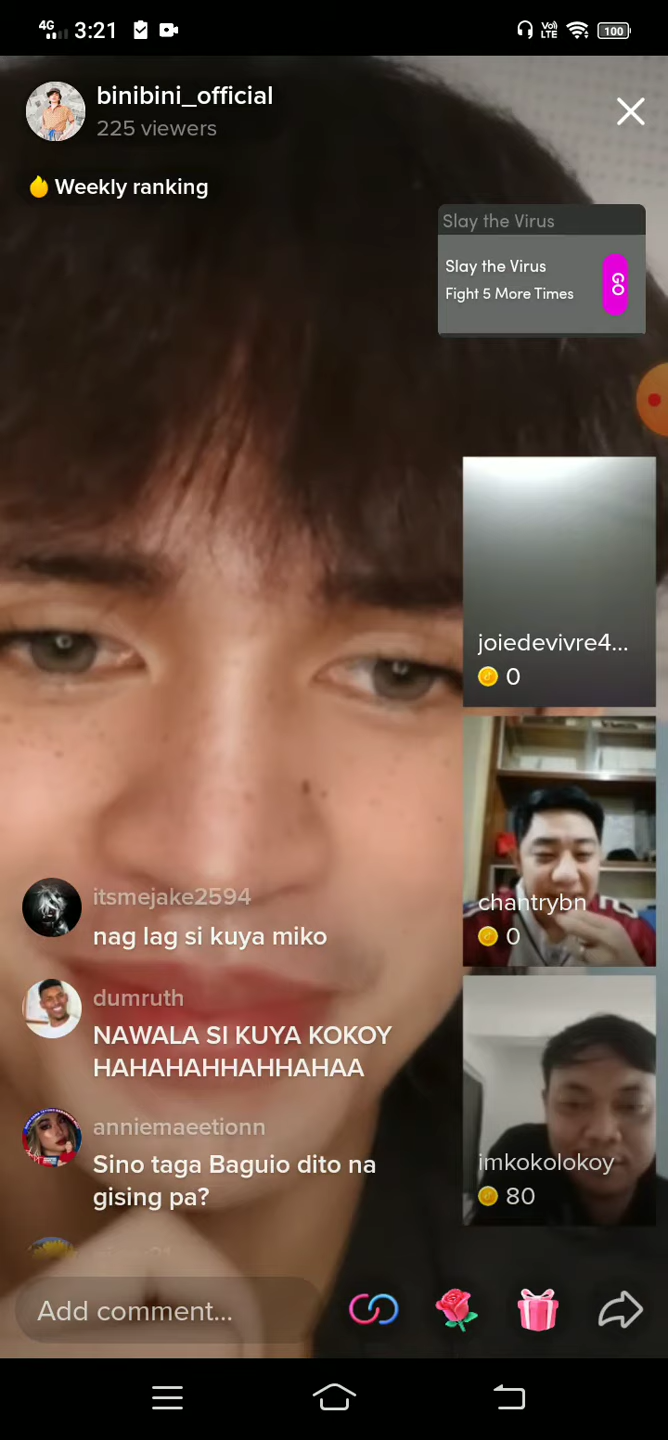 4G 3:21 Vo) LTE 100
binibini_official
225 viewers
Weekly ranking
Slay the Virus
Slay the Virus
Fight 5 More Times
GO
joiedevivre4...
0
chantrybn
0
itsmejake2594
nag lag si kuya miko
dumruth
NAWALA SI KUYA KOKOY
HAHAHAHHAHHAHAA
anniemaeetionn
Sino taga Baguio dito na
gising pa?
imkokolokoy
80
Add comment...